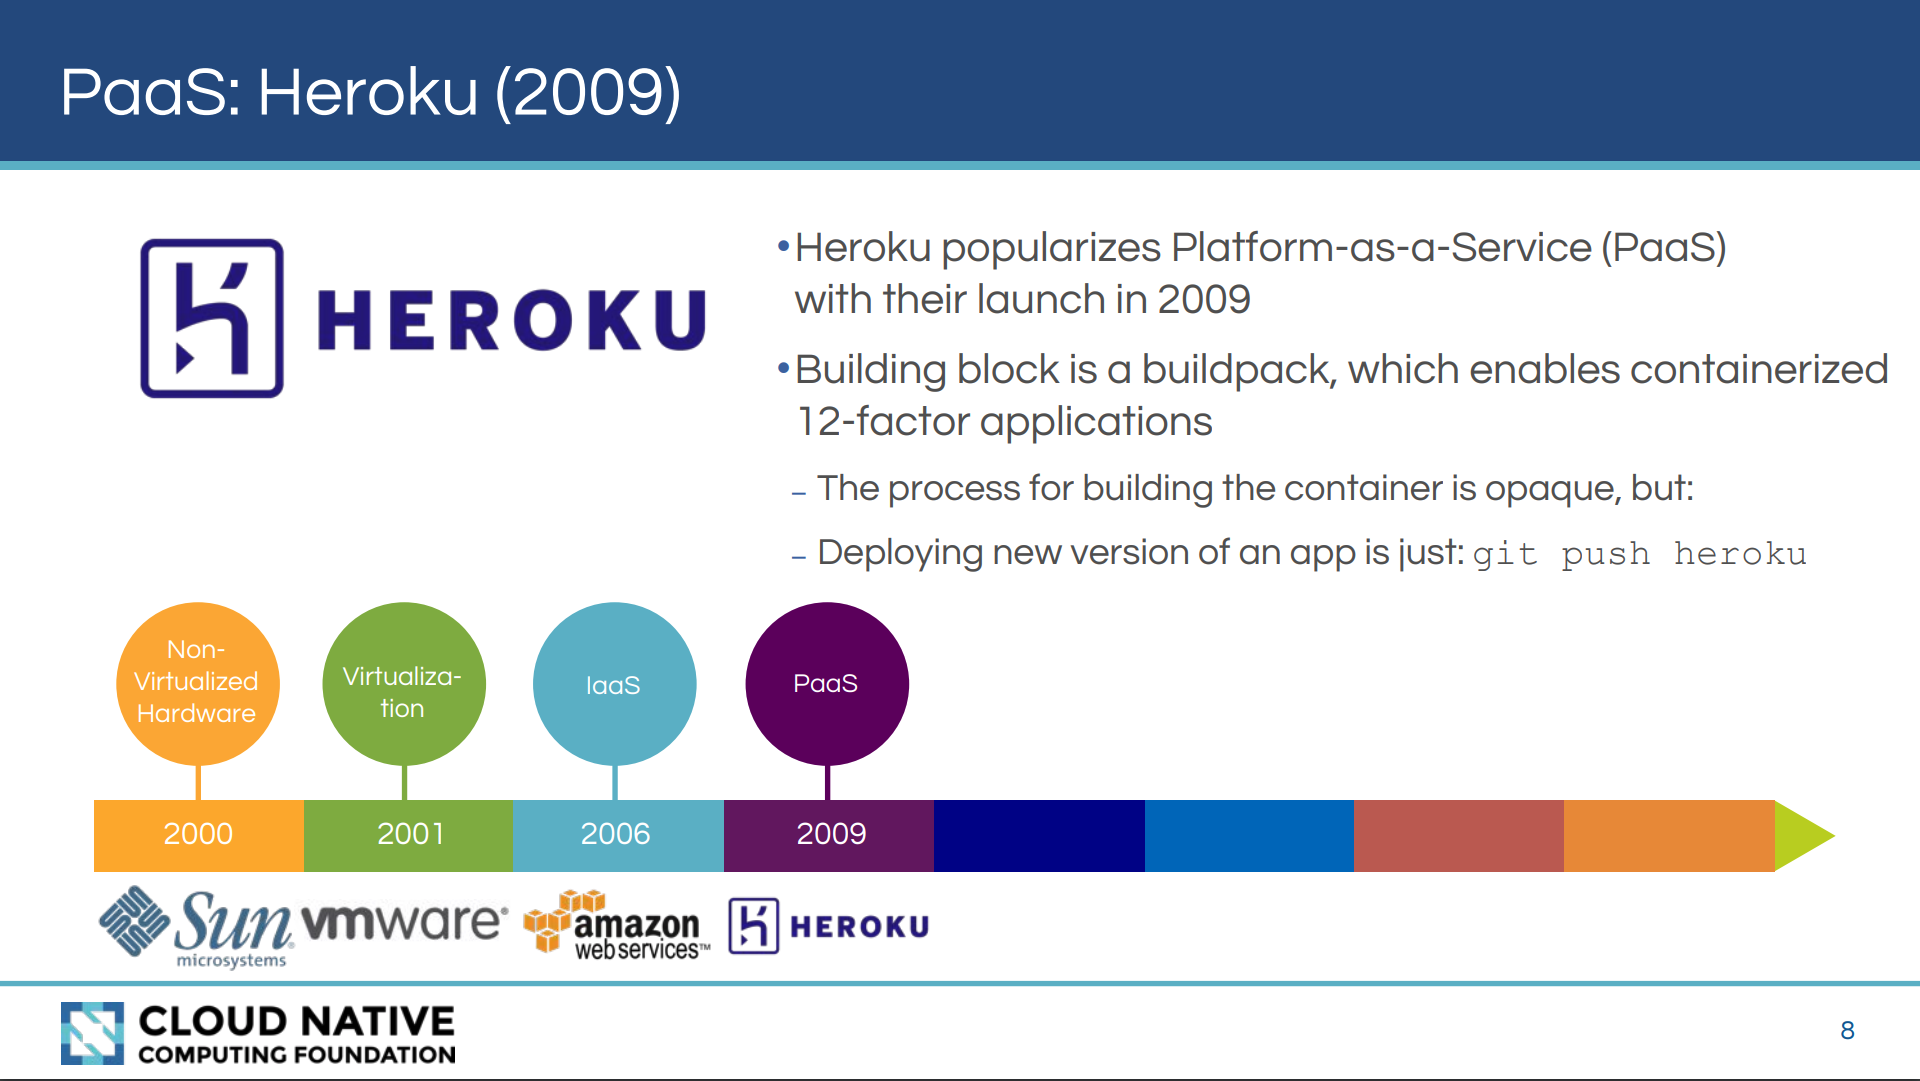 PaaS: Heroku (2009)
HEROKU
•Heroku popularizes Platform-as-a-Service (PaaS)
with their launch in 2009
•Building block is a buildpack, which enables containerized
12-factor applications
– The process for building the container is opaque, but:
– Deploying new version of an app is just: git push heroku
Non-
Virtualized
Hardware
Virtualiza-
tion
IaaS
PaaS
2000
2001
2006
2009
Sun
microsystems
vmware®
amazon
web services™
HEROKU
CLOUD NATIVE
COMPUTING FOUNDATION
8